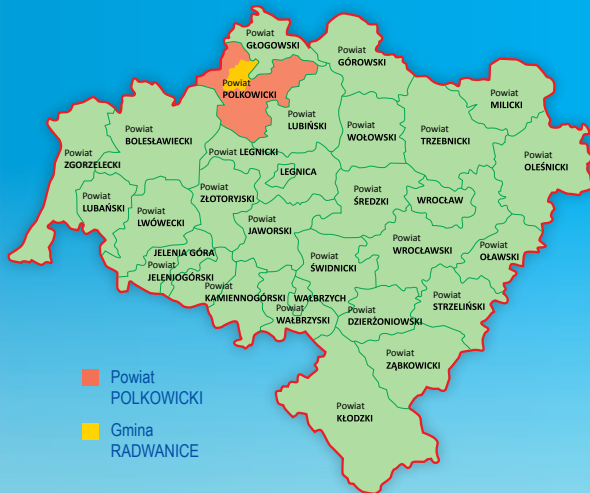 Powiat
GŁOGOWSKI
Powiat
GÓROWSKI
Powiat
POLKOWICKI
Powiat
MILICKI
Powiat
LUBIŃSKI
Powiat
WOŁOWSKI
Powiat
TRZEBNICKI
Powiat
BOLESŁAWIECKI
Powiat
ZGORZELECKI
Powiat LEGNICKI
Powiat
OLEŚNICKI
LEGNICA
Powiat
LUBAŃSKI
Powiat
LWÓWECKI
Powiat
ZŁOTORYJSKI
Powiat
ŚREDZKI
WROCŁAW
Powiat
JAWORSKI
Powiat
WROCŁAWSKI
Powiat
OŁAWSKI
JELENIA GÓRA
Powiat
JELENIOGÓRSKI
Powiat
ŚWIDNICKI
Powiat
KAMIENNOGÓRSKI
WAŁBRZYCH
Powiat
WAŁBRZYSKI
Powiat
DZIERŻONIOWSKI
Powiat
STRZELIŃSKI
Powiat
ZĄBKOWICKI
Powiat
KŁODZKI
Powiat
POLKOWICKI
Gmina
RADWANICE